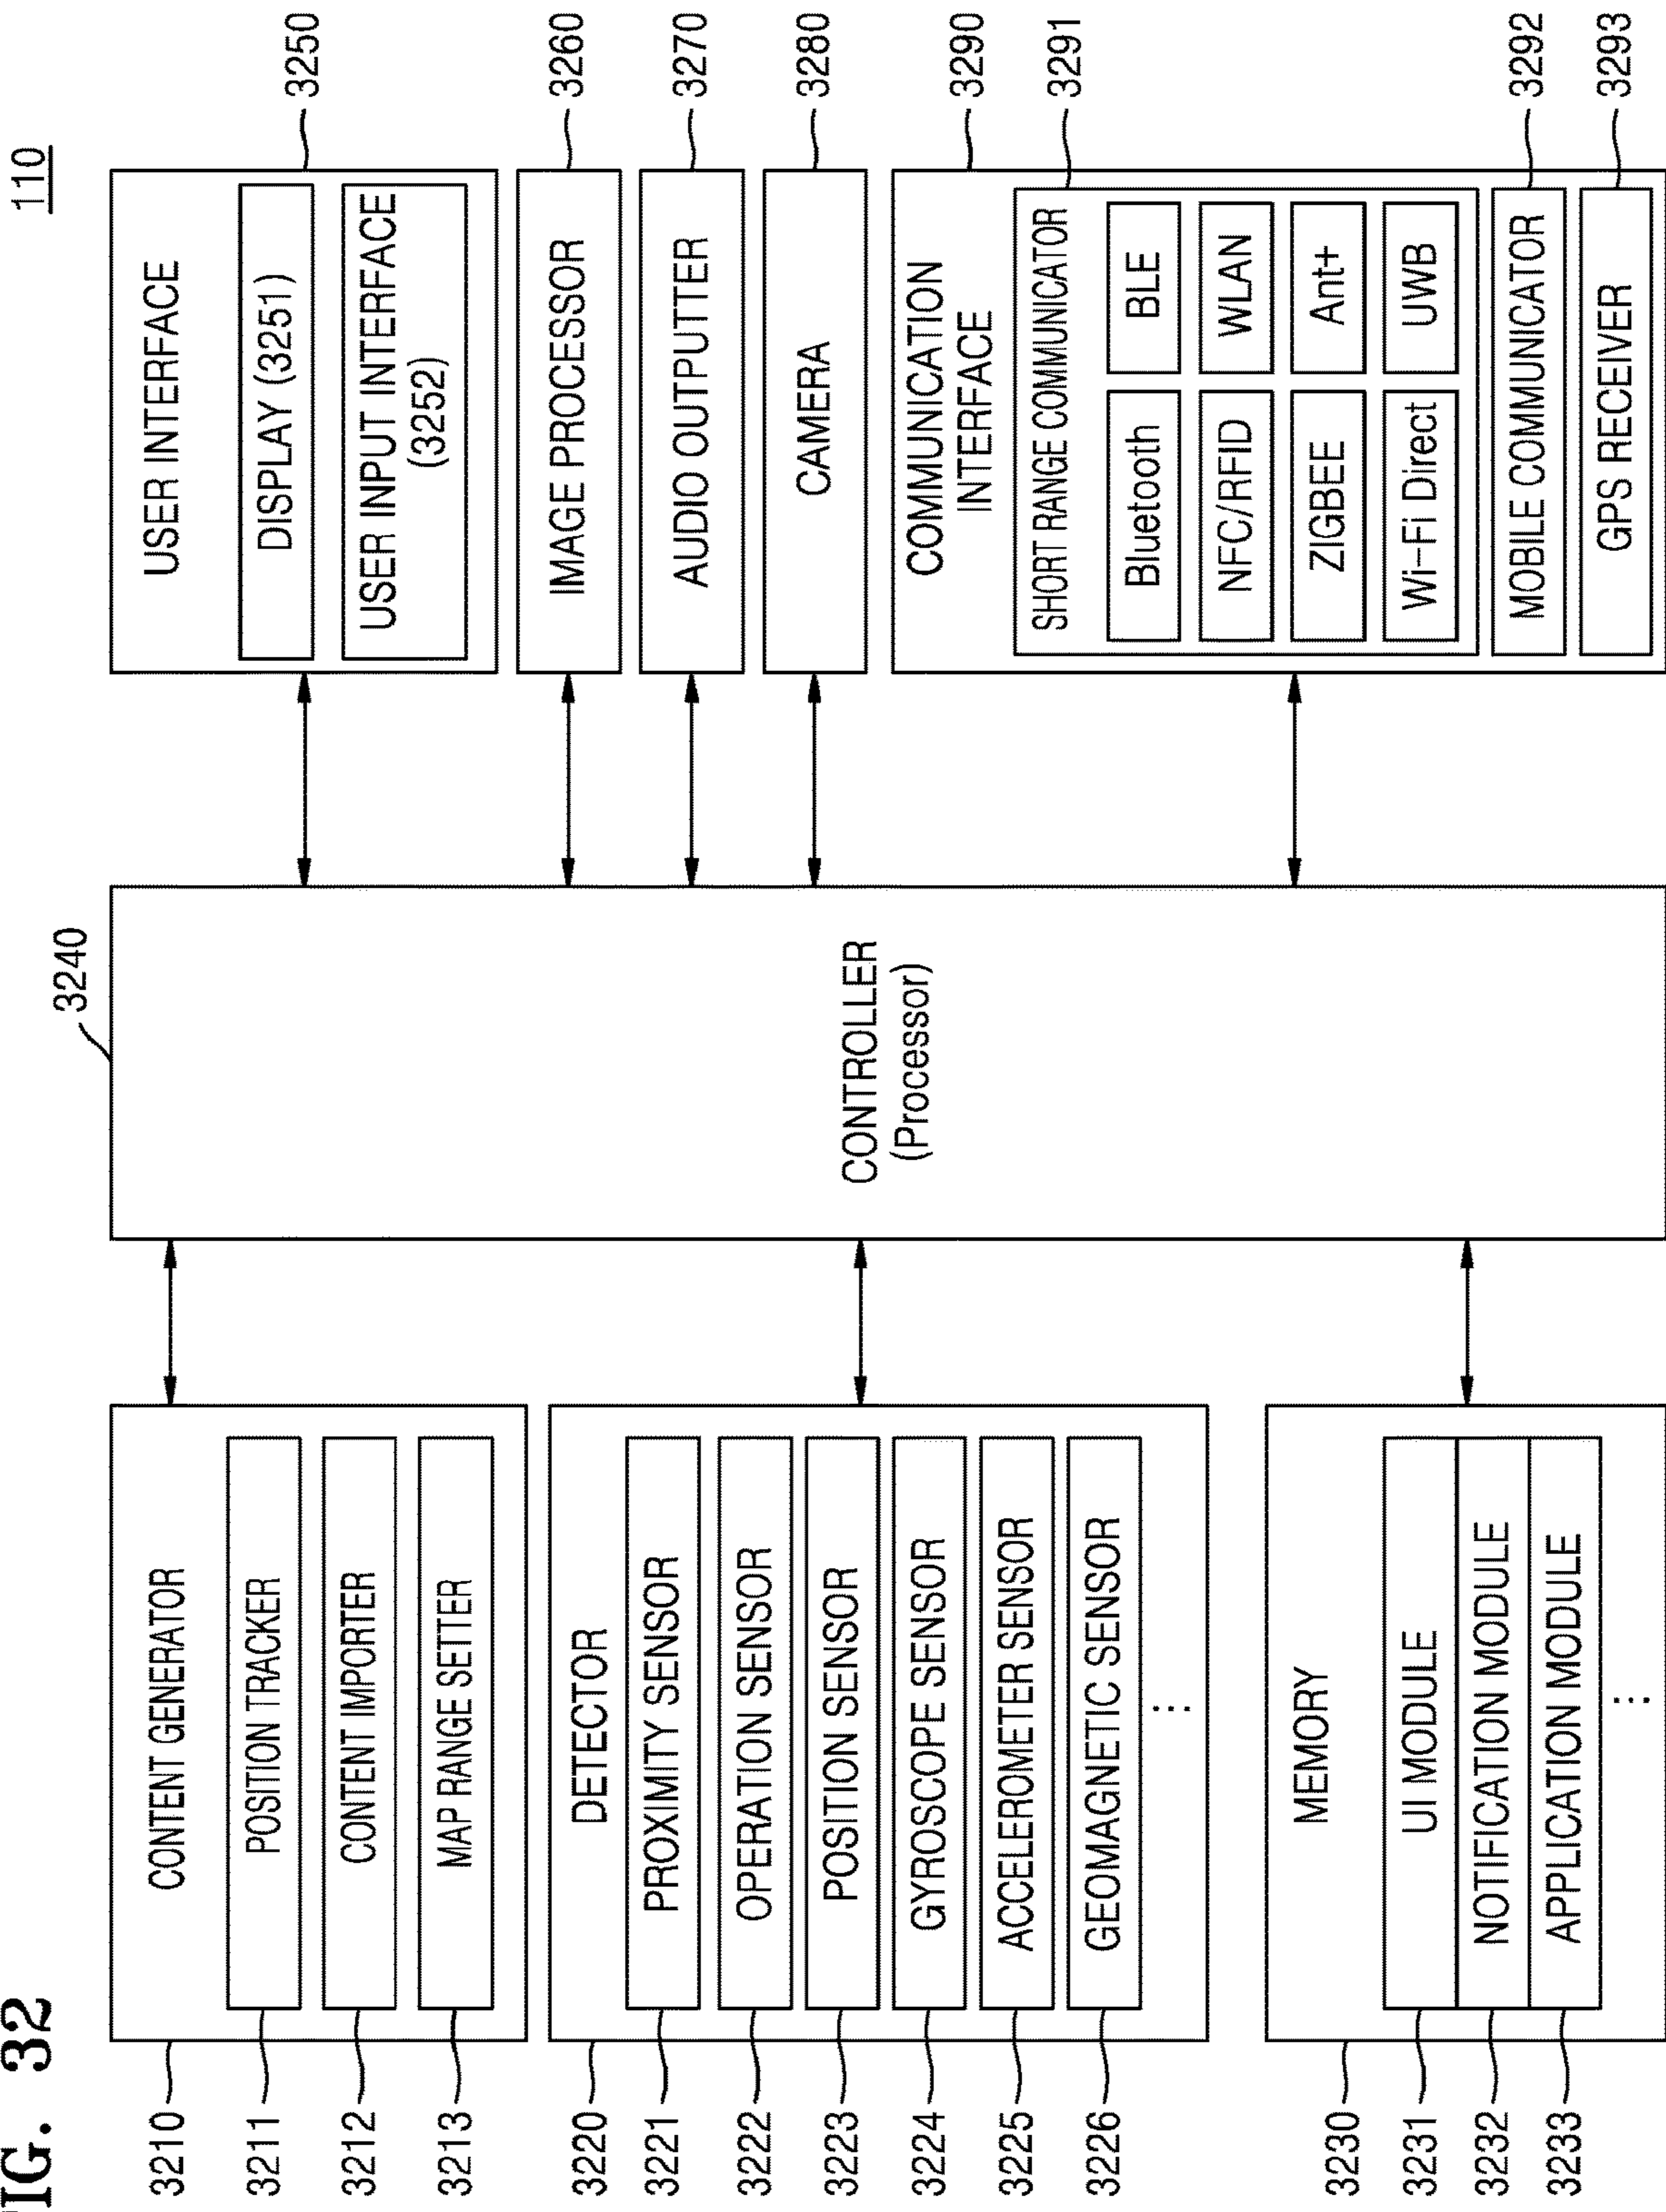 FIG. 32
110
3210
CONTENT GENERATOR
3211
POSITION TRACKER
3212
CONTENT IMPORTER
3213
MAP RANGE SETTER
3220
DETECTOR
3221
PROXIMITY SENSOR
3222
OPERATION SENSOR
3223
POSITION SENSOR
3224
GYROSCOPE SENSOR
3225
ACCELEROMETER SENSOR
3226
GEOMAGNETIC SENSOR
...
3230
MEMORY
3231
UI MODULE
3232
NOTIFICATION MODULE
3233
APPLICATION MODULE
...
3240
CONTROLLER
(Processor)
USER INTERFACE
3250
DISPLAY (3251)
USER INPUT INTERFACE
(3252)
IMAGE PROCESSOR
3260
AUDIO OUTPUTTER
3270
CAMERA
3280
COMMUNICATION
INTERFACE
3290
SHORT RANGE COMMUNICATOR
3291
Bluetooth
BLE
NFC/RFID
WLAN
ZIGBEE
Ant+
Wi-Fi Direct
UWB
MOBILE COMMUNICATOR
3292
GPS RECEIVER
3293